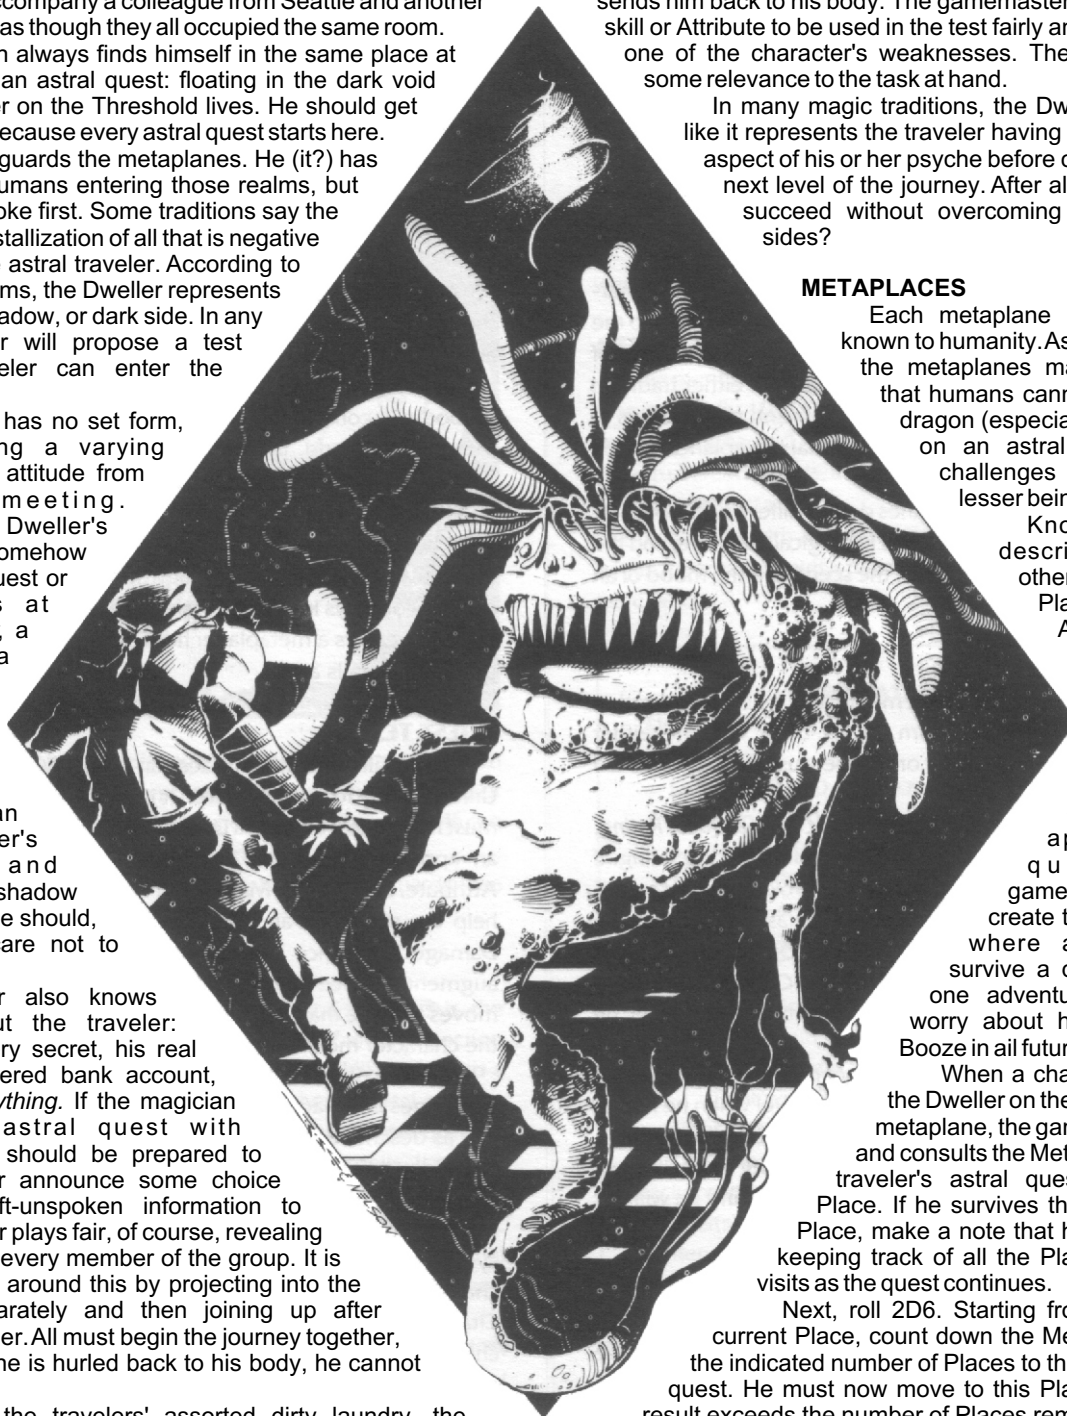 ccompany a colleague from Seattle and another
as though they all occupied the same room.
n always finds himself in the same place at
an astral quest: floating in the dark void
er on the Threshold lives. He should get
because every astral quest starts here.
guards the metaplanes. He (it?) has
umans entering those realms, but
oke first. Some traditions say the
stallization of all that is negative
astral traveler. According to
ms, the Dweller represents
adow, or dark side. In any
r will propose a test
eler can enter the
has no set form,
ng a varying
attitude from
meeting.
Dweller's
omehow
uest or
s at
, a
a
an
er's
and
shadow
e should,
care not to
r also knows
ut the traveler:
ry secret, his real
ered bank account,
ything. If the magician
astral quest with
should be prepared to
r announce some choice
ft-unspoken information to
r plays fair, of course, revealing
every member of the group. It is
around this by projecting into the
arately and then joining up after
er. All must begin the journey together,
ne is hurled back to his body, he cannot
the travelers' assorted dirty laundry, the
sends him back to his body. The gamemaster
skill or Attribute to be used in the test fairly an
one of the character's weaknesses. The
some relevance to the task at hand.
In many magic traditions, the Dw
like it represents the traveler having
aspect of his or her psyche before c
next level of the journey. After al
succeed without overcoming
sides?
METAPLACES
Each metaplane
known to humanity. As
the metaplanes ma
that humans cann
dragon (especia
on an astral
challenges
lesser bein
Kno
descri
other
Pla
A
ap
qu
game
create t
where a
survive a c
one adventu
worry about h
Booze in ail futur
When a cha
the Dweller on the
metaplane, the gar
and consults the Met
traveler's astral ques
Place. If he survives th
Place, make a note that h
keeping track of all the Pla
visits as the quest continues.
Next, roll 2D6. Starting fro
current Place, count down the Me
the indicated number of Places to th
quest. He must now move to this Pla
result exceeds the number of Places rem
NELSON